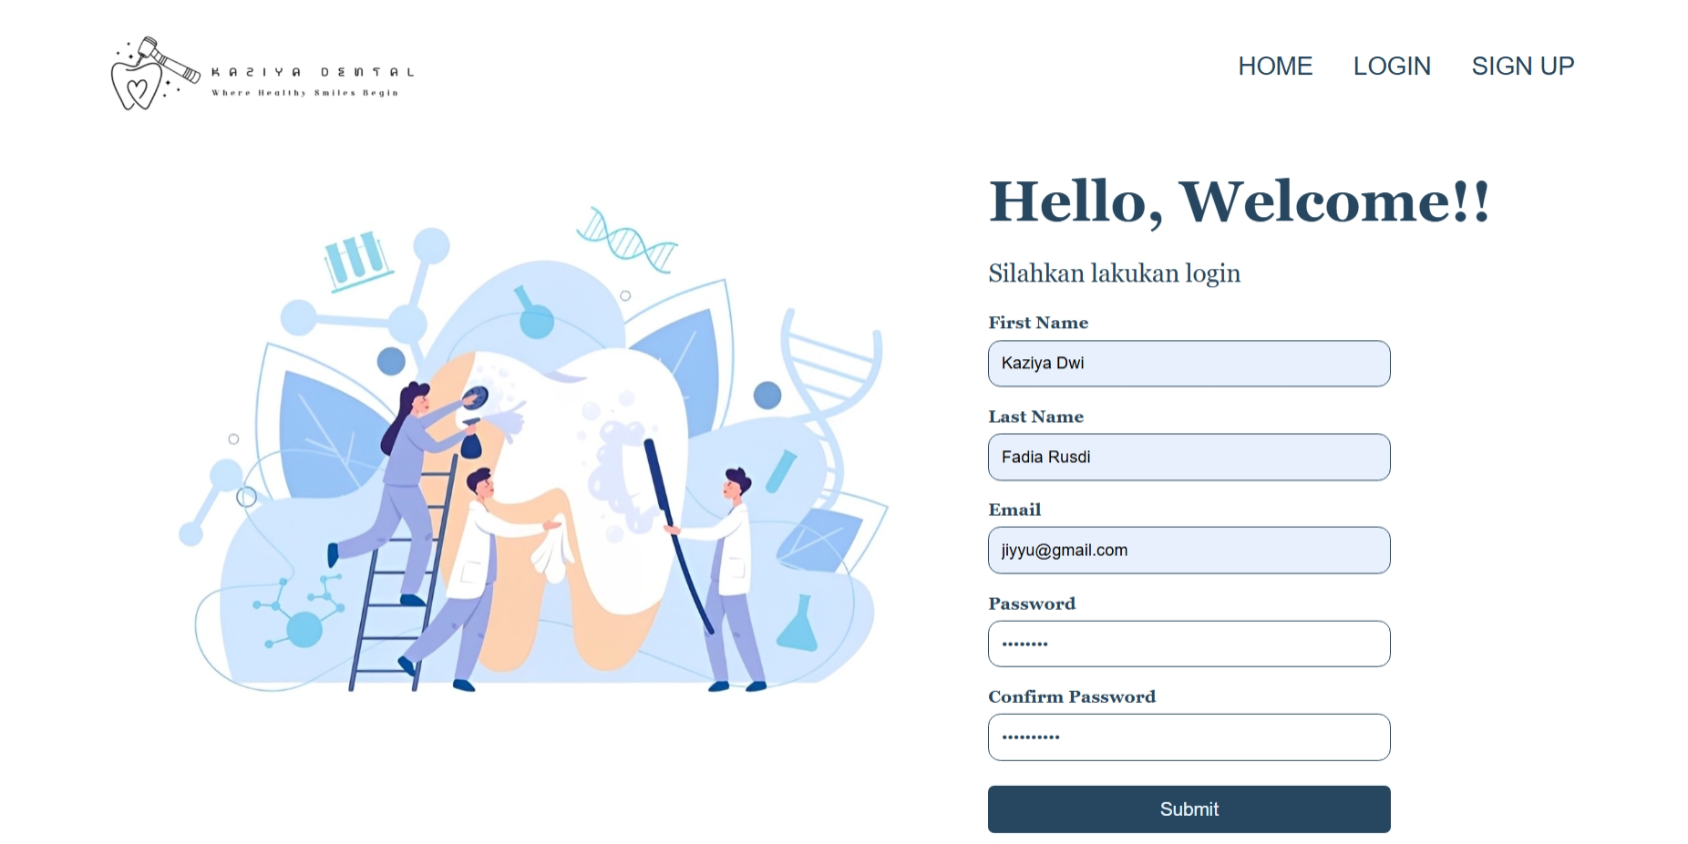 KAZIYA DENTAL
Where Healthy Smiles Begin
HOME LOGIN SIGN UP
Hello, Welcome!!
Silahkan lakukan login
First Name
Kaziya Dwi
Last Name
Fadia Rusdi
Email
jiyyu@gmail.com
Password
••••••••
Confirm Password
••••••••••
Submit